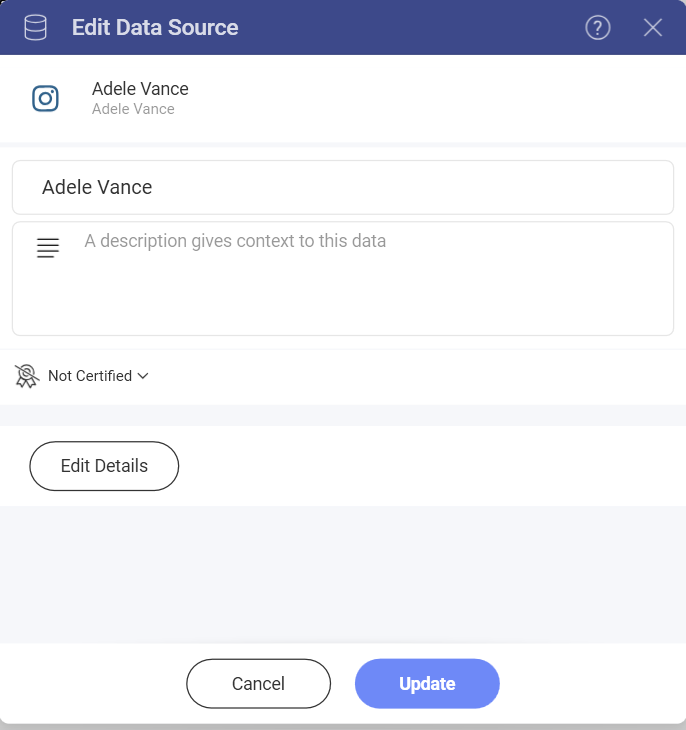 Edit Data Source
?
Adele Vance
Adele Vance
Adele Vance
A description gives context to this data
Not Certified
Edit Details
Cancel
Update